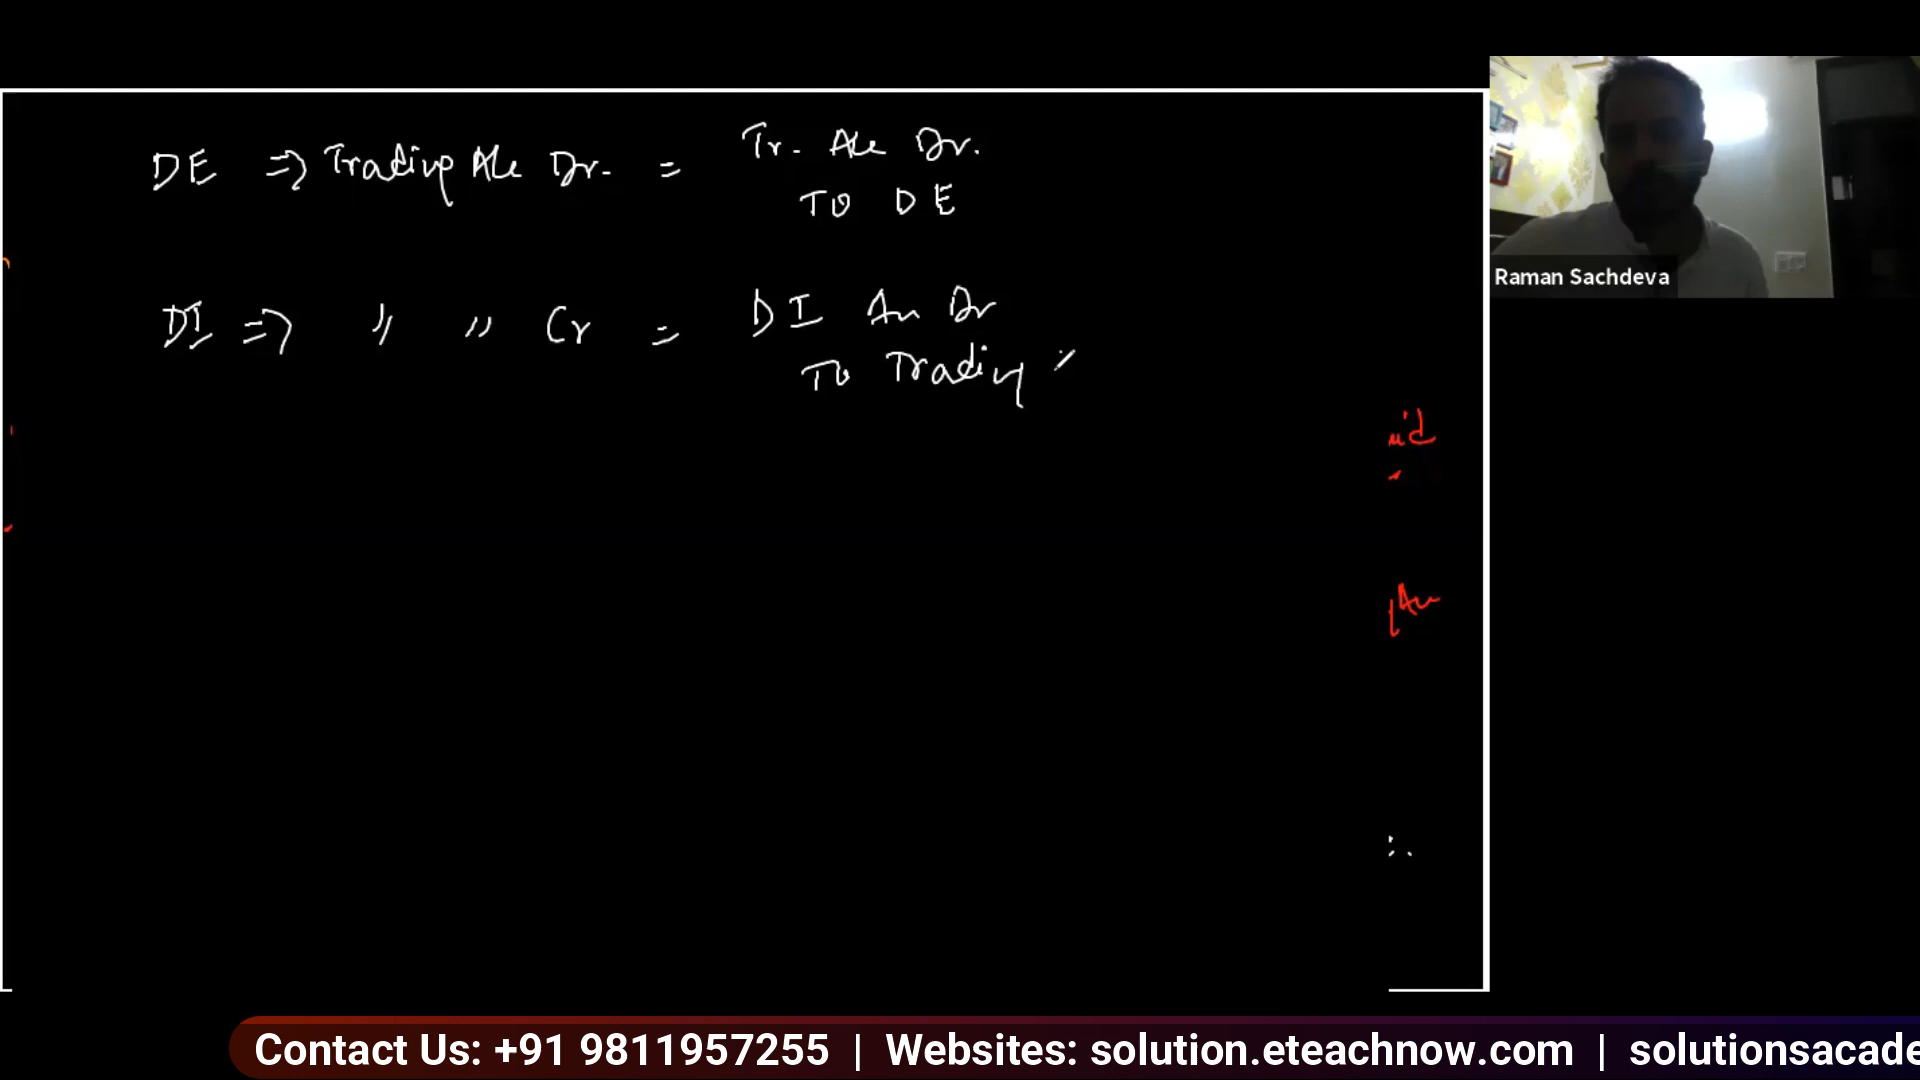 DE => Trading A/c Dr. = Tr. A/c Dr.
To DE
DI => " " Cr = DI A/c Dr
To Trading "
Raman Sachdeva
Contact Us: +91 9811957255 | Websites: solution.eteachnow.com | solutionsacade